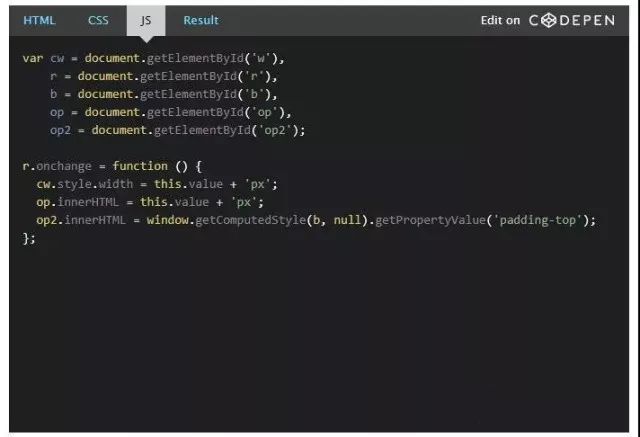 HTML CSS JS Result Edit on CODEPEN
var cw = document.getElementById('w'),
    r = document.getElementById('r'),
    b = document.getElementById('b'),
    op = document.getElementById('op'),
    op2 = document.getElementById('op2');

r.onchange = function () {
  cw.style.width = this.value + 'px';
  op.innerHTML = this.value + 'px';
  op2.innerHTML = window.getComputedStyle(b, null).getPropertyValue('padding-top');
};